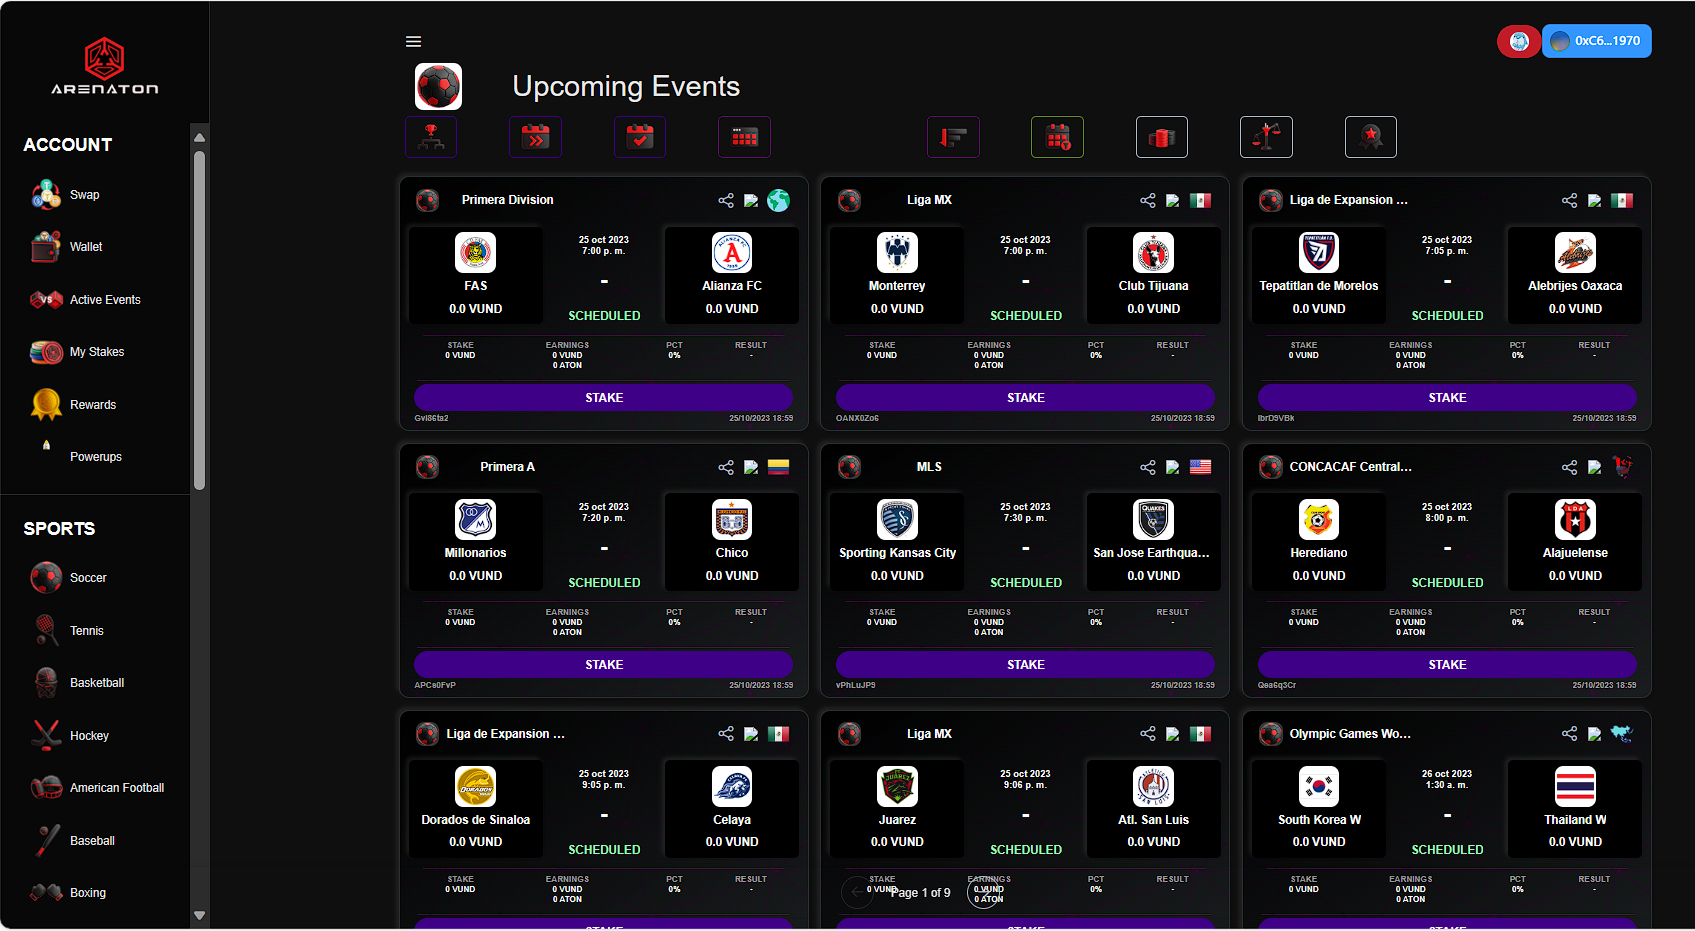 ARENATON
0xC6...1970
Upcoming Events
ACCOUNT
Swap
Wallet
VS
Active Events
My Stakes
Rewards
Powerups
SPORTS
Soccer
Tennis
Basketball
Hockey
American Football
Baseball
Boxing
Primera Division
25 oct 2023
7:00 p. m.
FAS
-
Alianza FC
0.0 VUND
SCHEDULED
0.0 VUND
STAKE EARNINGS PCT RESULT
0 VUND 0 VUND 0% -
0 ATON
STAKE
Gvl86fa2 25/10/2023 18:59
Liga MX
25 oct 2023
7:00 p. m.
Monterrey
-
Club Tijuana
0.0 VUND
SCHEDULED
0.0 VUND
STAKE EARNINGS PCT RESULT
0 VUND 0 VUND 0% -
0 ATON
STAKE
OANX0Zo6 25/10/2023 18:59
Liga de Expansion ...
25 oct 2023
7:05 p. m.
Tepatitlan de Morelos
-
Alebrijes Oaxaca
0.0 VUND
SCHEDULED
0.0 VUND
STAKE EARNINGS PCT RESULT
0 VUND 0 VUND 0% -
0 ATON
STAKE
IbrD9VBk 25/10/2023 18:59
Primera A
25 oct 2023
7:20 p. m.
Millonarios
-
Chico
0.0 VUND
SCHEDULED
0.0 VUND
STAKE EARNINGS PCT RESULT
0 VUND 0 VUND 0% -
0 ATON
STAKE
APCs0FvP 25/10/2023 18:59
MLS
25 oct 2023
7:30 p. m.
Sporting Kansas City
-
San Jose Earthqua...
0.0 VUND
SCHEDULED
0.0 VUND
STAKE EARNINGS PCT RESULT
0 VUND 0 VUND 0% -
0 ATON
STAKE
vPhLuJP9 25/10/2023 18:59
CONCACAF Central...
25 oct 2023
8:00 p. m.
Herediano
-
Alajuelense
0.0 VUND
SCHEDULED
0.0 VUND
STAKE EARNINGS PCT RESULT
0 VUND 0 VUND 0% -
0 ATON
STAKE
Qea6q3Cr 25/10/2023 18:59
Liga de Expansion ...
25 oct 2023
9:05 p. m.
Dorados de Sinaloa
-
Celaya
0.0 VUND
SCHEDULED
0.0 VUND
STAKE EARNINGS PCT RESULT
0 VUND 0 VUND 0% -
0 ATON
STAKE
Liga MX
25 oct 2023
9:06 p. m.
Juarez
-
Atl. San Luis
0.0 VUND
SCHEDULED
0.0 VUND
STAKE EARNINGS PCT RESULT
0 VUND 0 VUND 0% -
0 ATON
Page 1 of 9
STAKE
Olympic Games Wo...
26 oct 2023
1:30 a. m.
South Korea W
-
Thailand W
0.0 VUND
SCHEDULED
0.0 VUND
STAKE EARNINGS PCT RESULT
0 VUND 0 VUND 0% -
0 ATON
STAKE